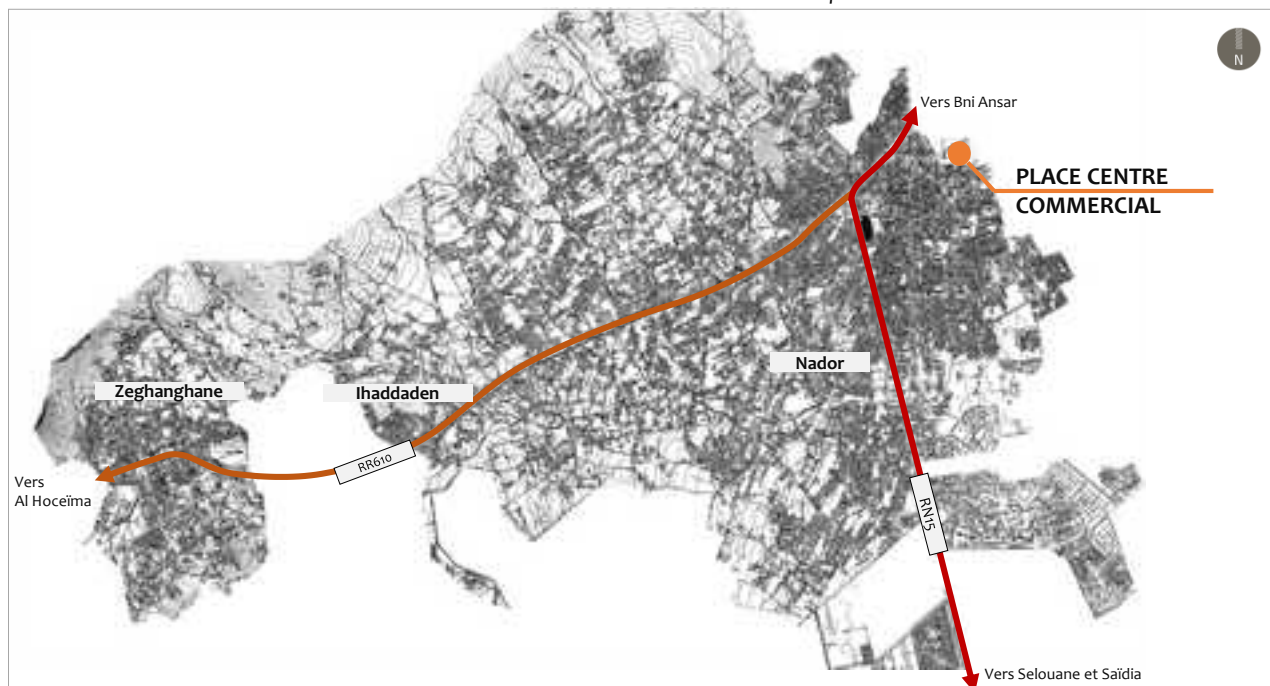 N
Vers Bni Ansar
PLACE CENTRE
COMMERCIAL
Nador
Zeghanghane
Ihaddaden
RR610
Vers
Al Hoceïma
RN15
Vers Selouane et Saïdia